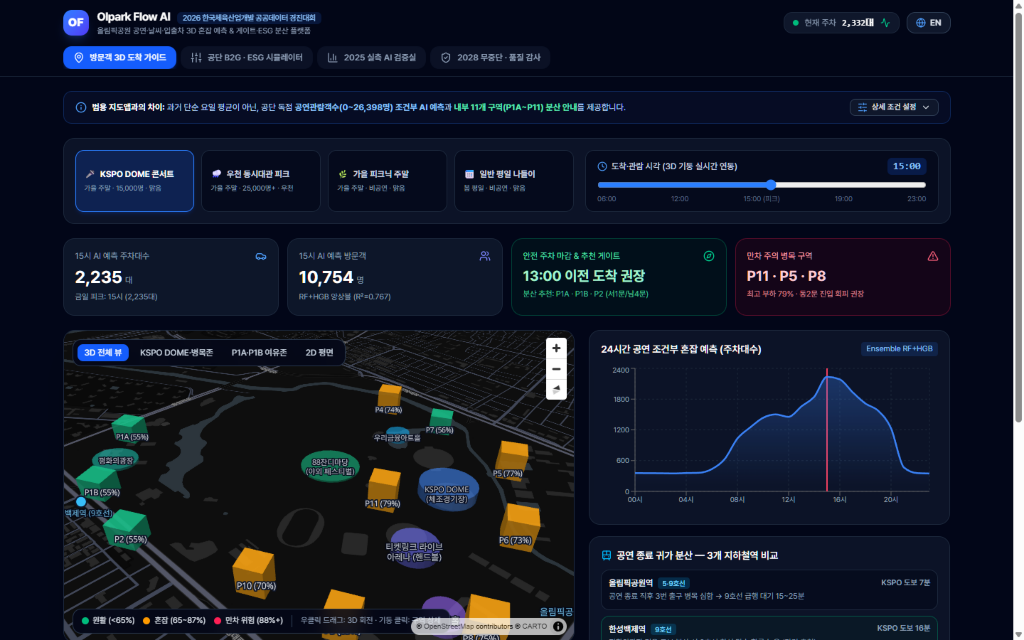 OF
Olpark Flow AI
2026 한국체육산업개발 공공데이터 경진대회
올림픽공원 공연·날씨·입출차 3D 혼잡 예측 & 게이트·ESG 분산 플랫폼
현재 주차 2,332대
EN
방문객 3D 도착 가이드
공단 B2G · ESG 시뮬레이터
2025 실측 AI 검증실
2028 무중단 · 품질 감사
범용 지도앱과의 차이: 과거 단순 요일 평균이 아닌, 공단 독점 공연관람객수(0~26,398명) 조건부 AI 예측과 내부 11개 구역(P1A~P11) 분산 안내를 제공합니다.
상세 조건 설정
KSPO DOME 콘서트
가을 주말 · 15,000명 · 맑음
우천 동시대관 피크
가을 주말 · 25,000명+ · 우천
가을 피크닉 주말
가을 주말 · 비공연 · 맑음
일반 평일 나들이
봄 평일 · 비공연 · 맑음
도착·관람 시각 (3D 기둥 실시간 연동)
15:00
08:00
12:00
15:00 (피크)
19:00
23:00
15시 AI 예측 주차대수
2,235 대
금일 피크: 15시 (2,235대)
15시 AI 예측 방문객
10,754 명
RF+HGB 앙상블 (R²=0.767)
안전 주차 마감 & 추천 게이트
13:00 이전 도착 권장
분산 추천: P1A · P1B · P2 (서1문/남4문)
만차 주의 병목 구역
P11 · P5 · P8
최고 부하 79% · 동2문 진입 회피 권장
3D 전체 뷰
KSPO DOME·병목존
P1A·P1B 여유존
2D 평면
P4 (74%)
P7 (56%)
P1A (55%)
우리금융아트홀
평화의광장
88잔디마당
(야외 페스티벌)
P5 (77%)
P1B (55%)
P11 (79%)
KSPO DOME
(체조경기장)
P2 (55%)
P6 (73%)
티켓링크 라이브
아레나 (핸드볼)
P10 (70%)
P8 (75%)
원활 (<65%)
혼잡 (65~87%)
만차 위험 (88%+)
우클릭 드래그: 3D 회전 · 기둥 클릭:
© OpenStreetMap contributors © CARTO
24시간 공연 조건부 혼잡 예측 (주차대수)
Ensemble RF+HGB
2400
1800
1200
600
0
00시
04시
08시
12시
16시
20시
공연 종료 귀가 분산 — 3개 지하철역 비교
올림픽공원역
5·9호선
KSPO 도보 7분
공연 종료 직후 3번 출구 병목 심함 → 9호선 급행 대기 15~25분
한성백제역
9호선
KSPO 도보 16분